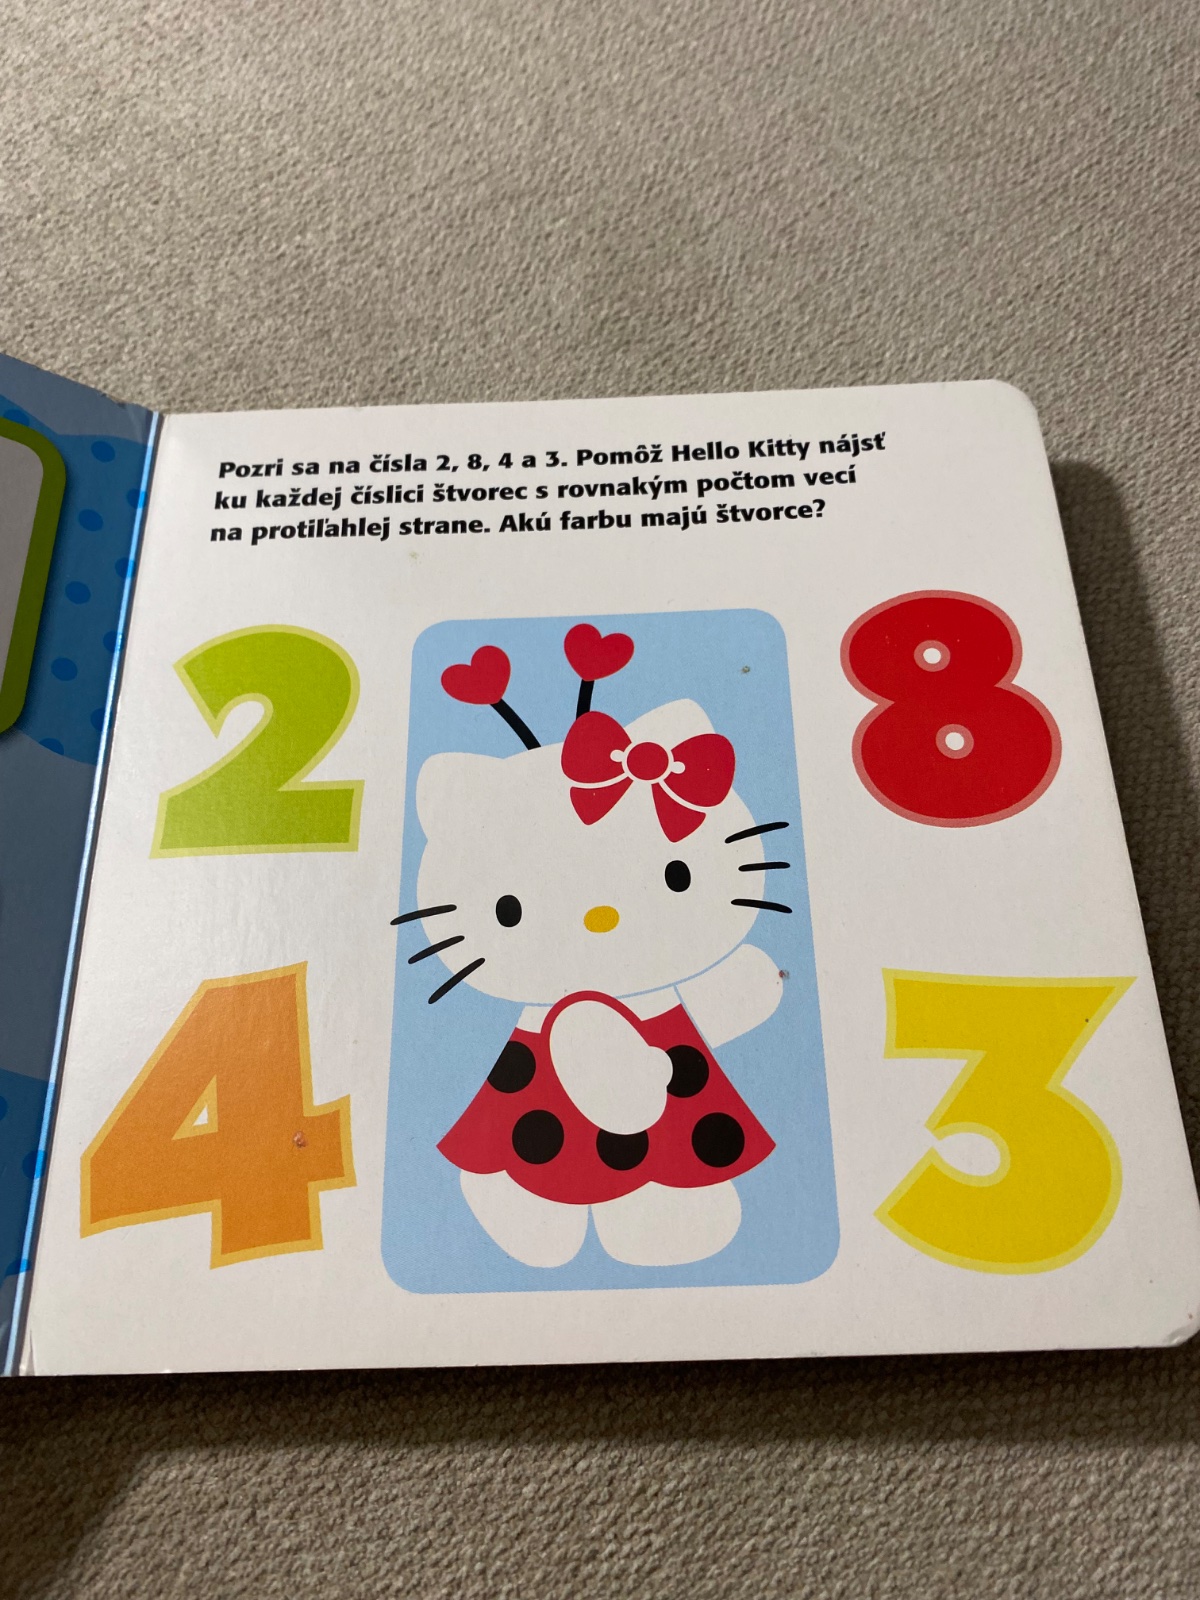 Pozri sa na čísla 2, 8, 4 a 3. Pomôž Hello Kitty nájsť
ku každej číslici štvorec s rovnakým počtom vecí
na protiľahlej strane. Akú farbu majú štvorce?
2 8
4 3